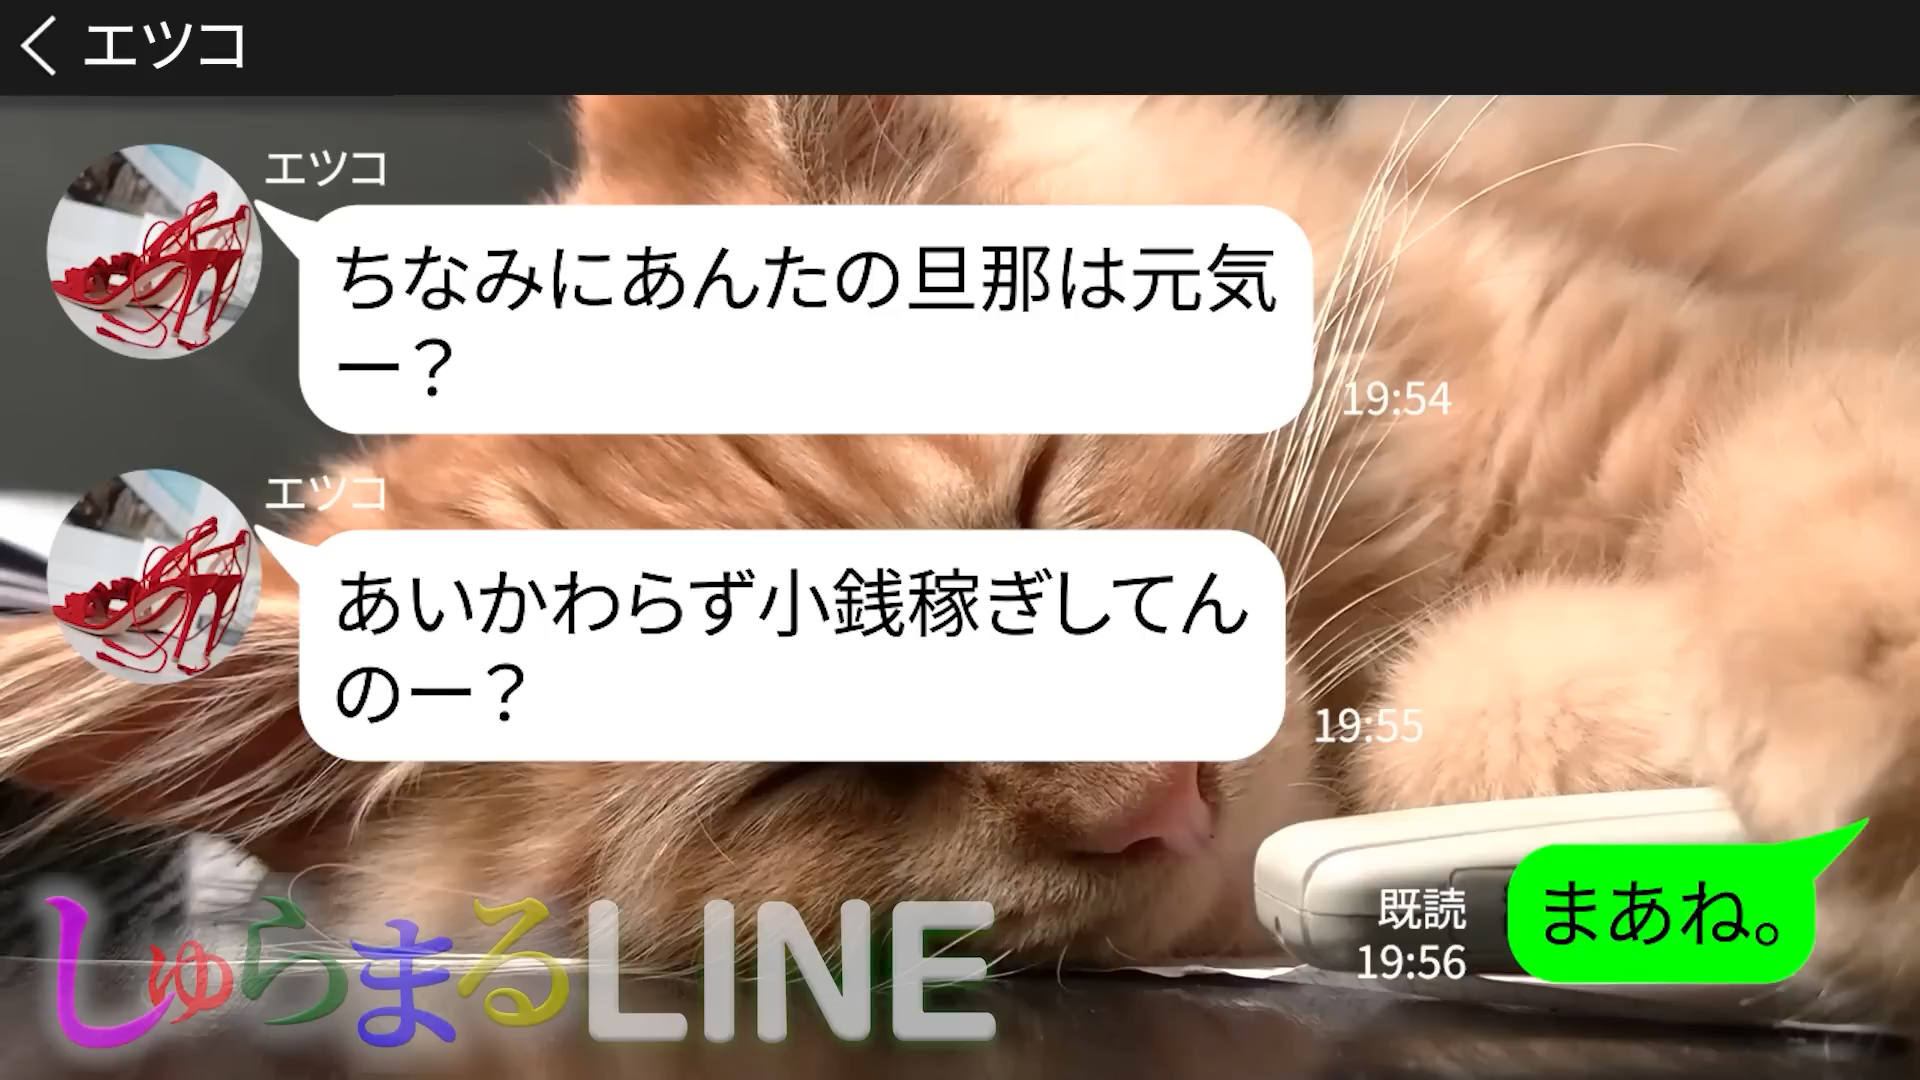 エツコ
エツコ
ちなみにあんたの旦那は元気
ー？
19:54
エツコ
あいかわらず小銭稼ぎしてん
のー？
19:55
まあね。
既読
19:56
しゅらまるLINE